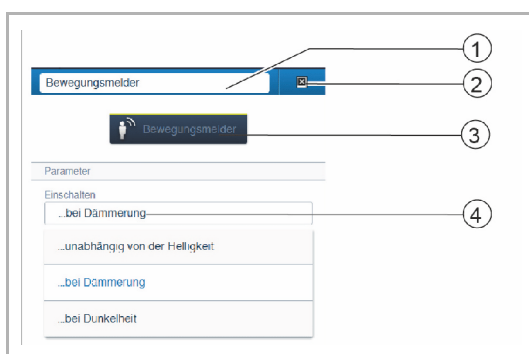 1
Bewegungsmelder
2
Bewegungsmelder
3
Parameter
Einschalten
...bei Dämmerung
4
...unabhängig von der Helligkeit
...bei Dämmerung
...bei Dunkelheit